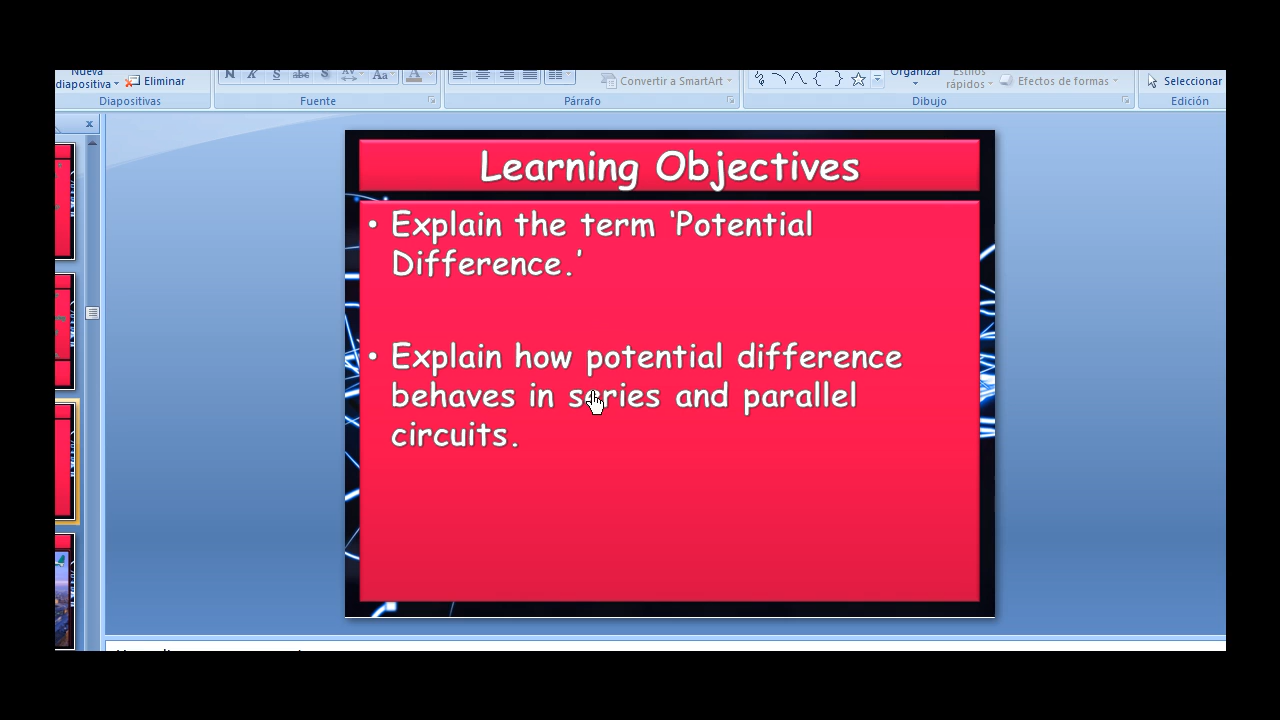 Nueva
diapositiva
Eliminar
Diapositivas
N K S abc S AV Aa A
Fuente
Convertir a SmartArt
Párrafo
Organizar
Estilos
rápidos
Efectos de formas
Dibujo
Seleccionar
Edición
x
Learning Objectives
• Explain the term ‘Potential
Difference.’
• Explain how potential difference
behaves in series and parallel
circuits.